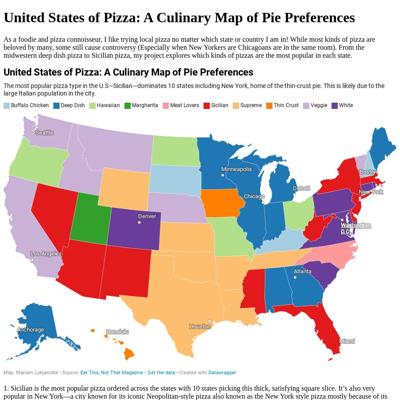 United States of Pizza: A Culinary Map of Pie Preferences
As a foodie and pizza connoisseur, I like trying local pizza no matter which state or country I am in! While most kinds of pizza are
beloved by many, some still cause controversy (Especially when New Yorkers are Chicagoans are in the same room). From the
midwestern deep dish pizza to Sicilian pizza, my project explores which kinds of pizzas are the most popular in each state.
United States of Pizza: A Culinary Map of Pie Preferences
The most popular pizza type in the U.S—Sicilian—dominates 10 states including New York, home of the thin-crust pie. This is likely due to the
large Italian population in the city.
Buffalo Chicken Deep Dish Hawaiian Margharita Meat Lovers Sicilian Supreme Thin Crust Veggie White
Seattle
Minneapolis
Boston
Detroit
New York
Chicago
Denver
Washington
D.C.
Los Angeles
Atlanta
Anchorage
Honolulu
Houston
Miami
Map: Mariam Lobjanidze · Source: Eat This, Not That Magazine · Get the data · Created with Datawrapper
1. Sicilian is the most popular pizza ordered across the states with 10 states picking this thick, satisfying square slice. It's also very
popular in New York—a city known for its iconic Neopolitan-style pizza also known as the New York style pizza mostly because of its